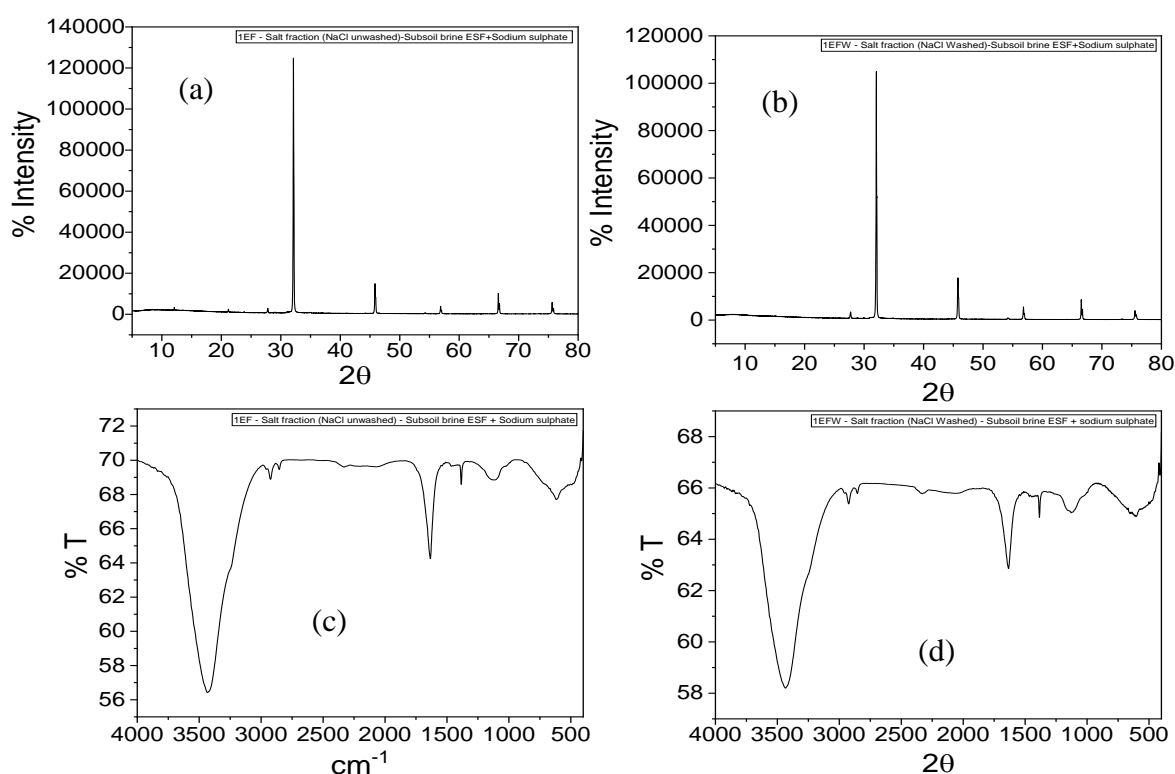 1EF - Salt fraction (NaCl unwashed)-Subsoil brine ESF+Sodium sulphate
(a)
% Intensity
140000
120000
100000
80000
60000
40000
20000
0
10 20 30 40 50 60 70 80
2θ
1EFW - Salt fraction (NaCl Washed)-Subsoil brine ESF+Sodium sulphate
(b)
% Intensity
120000
100000
80000
60000
40000
20000
0
10 20 30 40 50 60 70 80
2θ
1EF - Salt fraction (NaCl unwashed) - Subsoil brine ESF + Sodium sulphate
(c)
% T
72
70
68
66
64
62
60
58
56
4000 3500 3000 2500 2000 1500 1000 500
cm-1
1EFW - Salt fraction (NaCl Washed) - Subsoil brine ESF + sodium sulphate
(d)
% T
68
66
64
62
60
58
4000 3500 3000 2500 2000 1500 1000 500
2θ